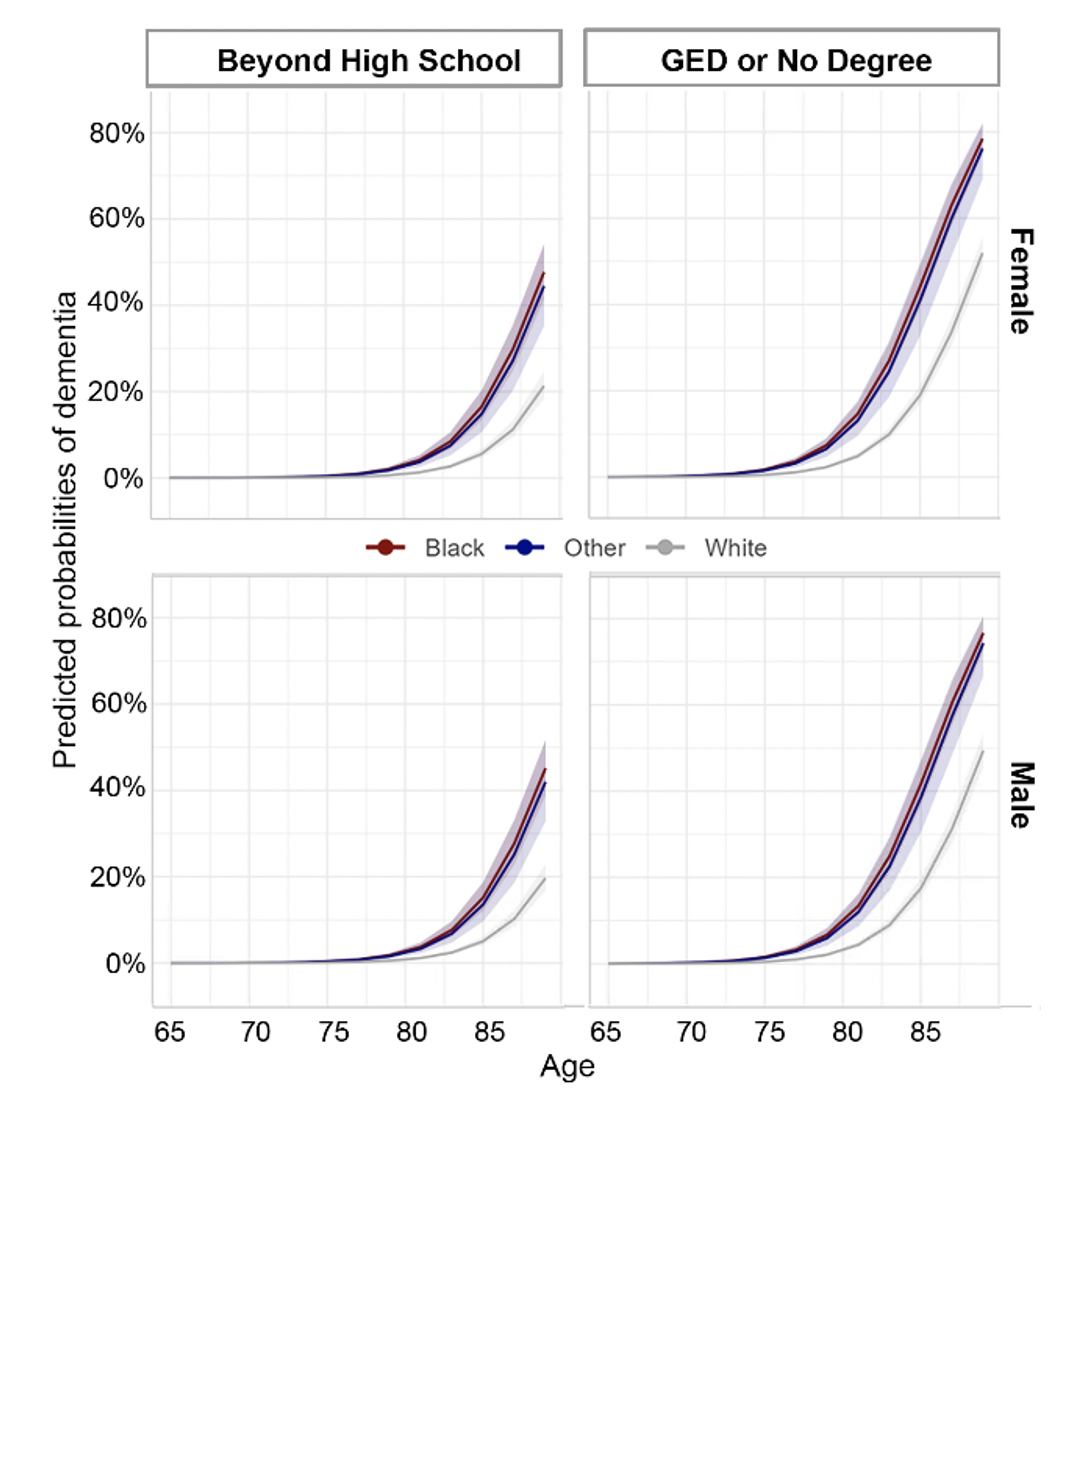 Beyond High School
GED or No Degree
80%
60%
40%
20%
0%
Female
Predicted probabilities of dementia
Black Other White
80%
60%
40%
20%
0%
Male
65 70 75 80 85
65 70 75 80 85
Age